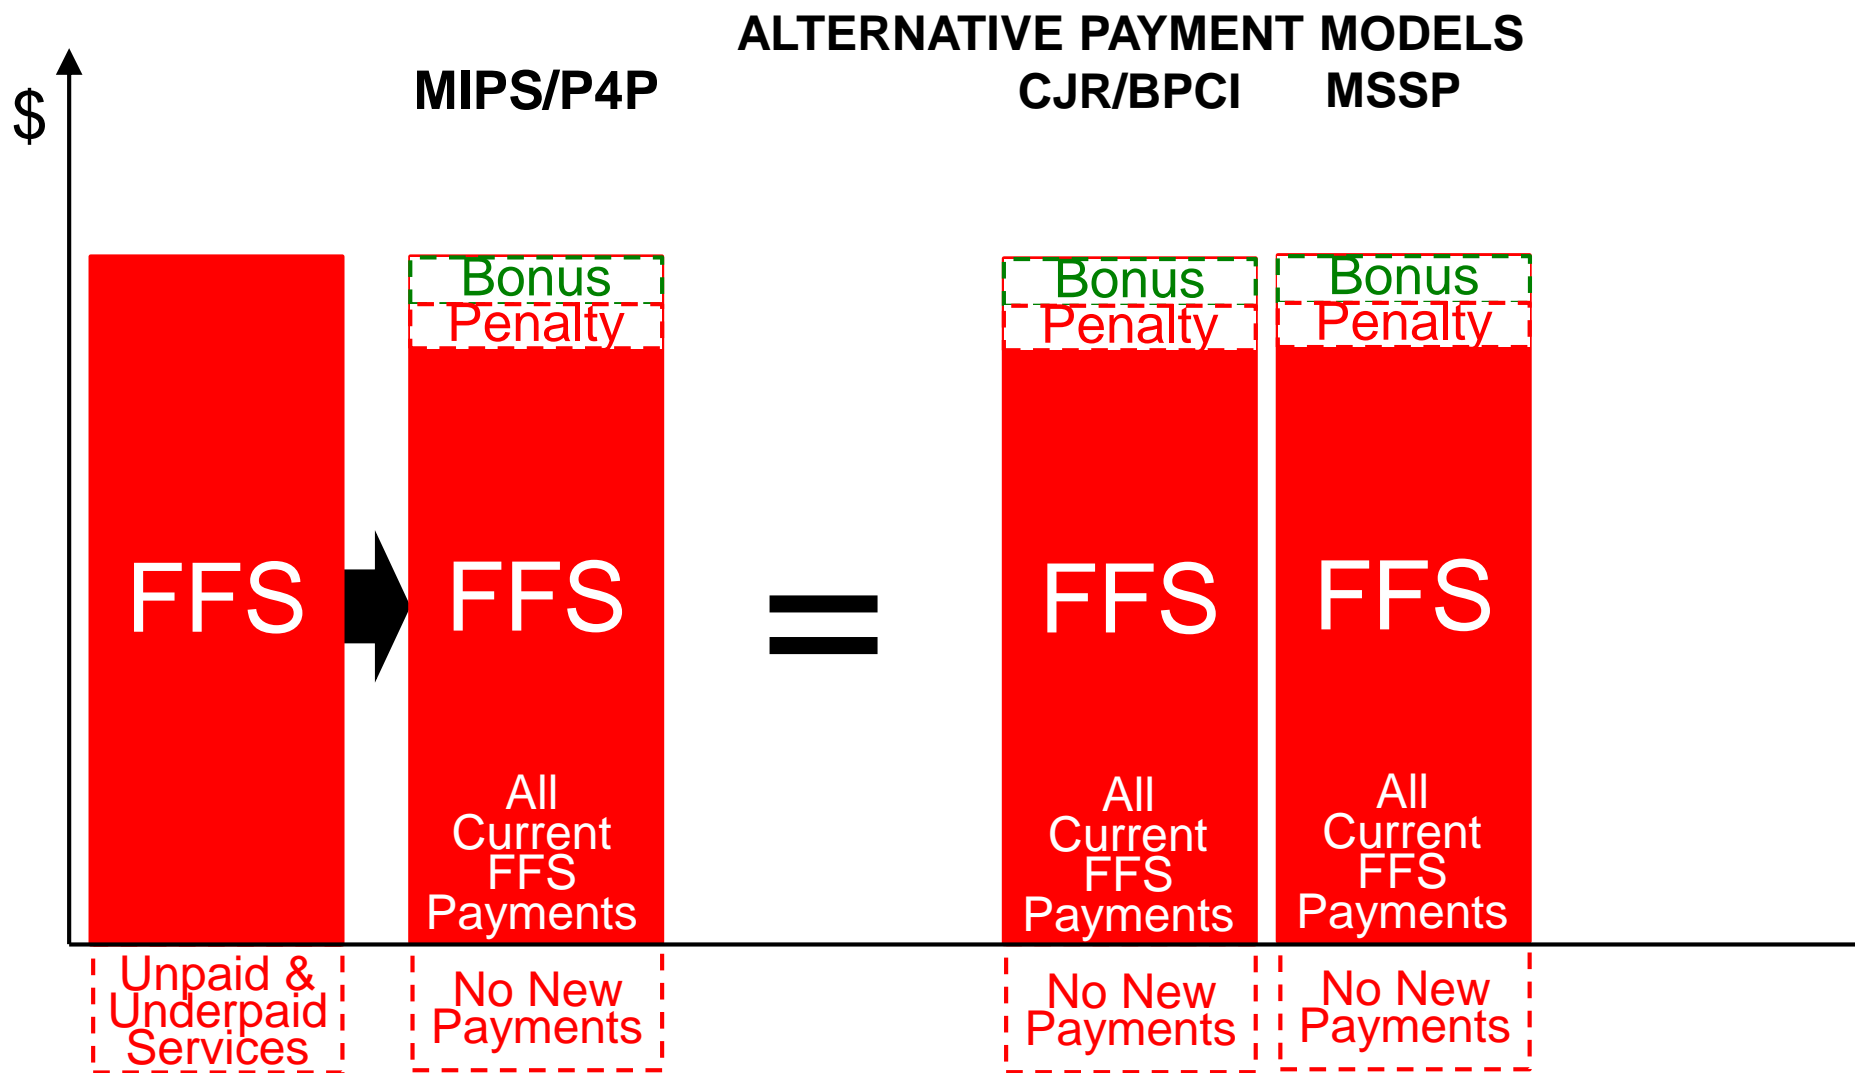 ALTERNATIVE PAYMENT MODELS
MIPS/P4P
CJR/BPCI
MSSP
$
FFS
Unpaid &
Underpaid
Services
Bonus
Penalty
FFS
All
Current
FFS
Payments
No New
Payments
=
Bonus
Penalty
FFS
All
Current
FFS
Payments
No New
Payments
Bonus
Penalty
FFS
All
Current
FFS
Payments
No New
Payments